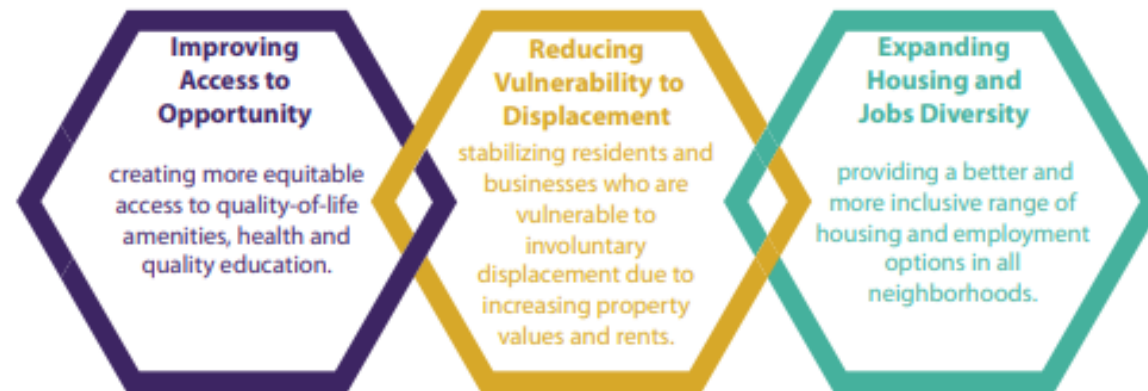 Improving
Access to
Opportunity
creating more equitable
access to quality-of-life
amenities, health and
quality education.
Reducing
Vulnerability to
Displacement
stabilizing residents and
businesses who are
vulnerable to
involuntary
displacement due to
increasing property
values and rents.
Expanding
Housing and
Jobs Diversity
providing a better and
more inclusive range of
housing and employment
options in all
neighborhoods.